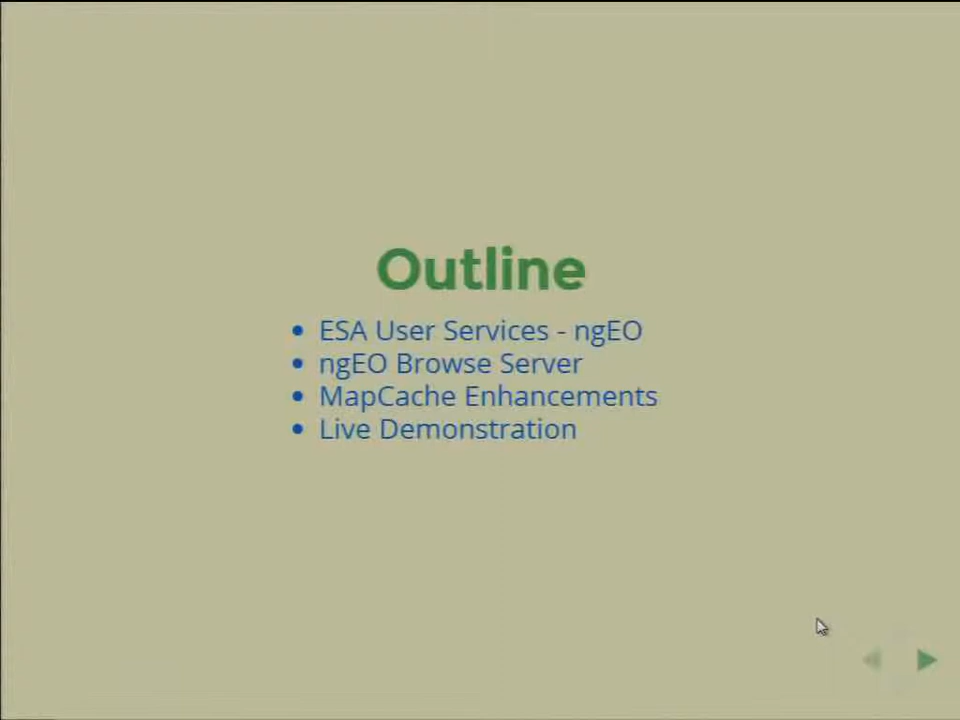 Outline
• ESA User Services - ngEO
• ngEO Browse Server
• MapCache Enhancements
• Live Demonstration